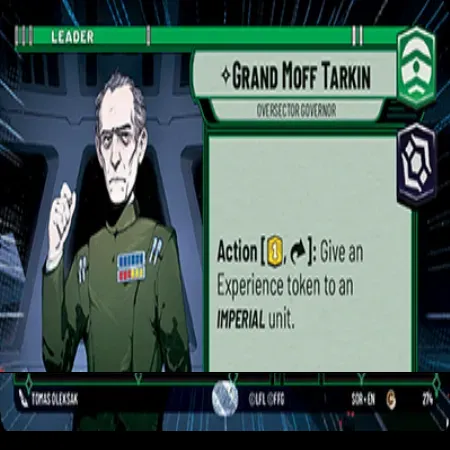 LEADER
GRAND MOFF TARKIN
OVERSECTOR GOVERNOR
Action [1, ]: Give an
Experience token to an
IMPERIAL unit.
TOMAS OLEKSAK
©LFL ©FFG
SOR • EN
C
274